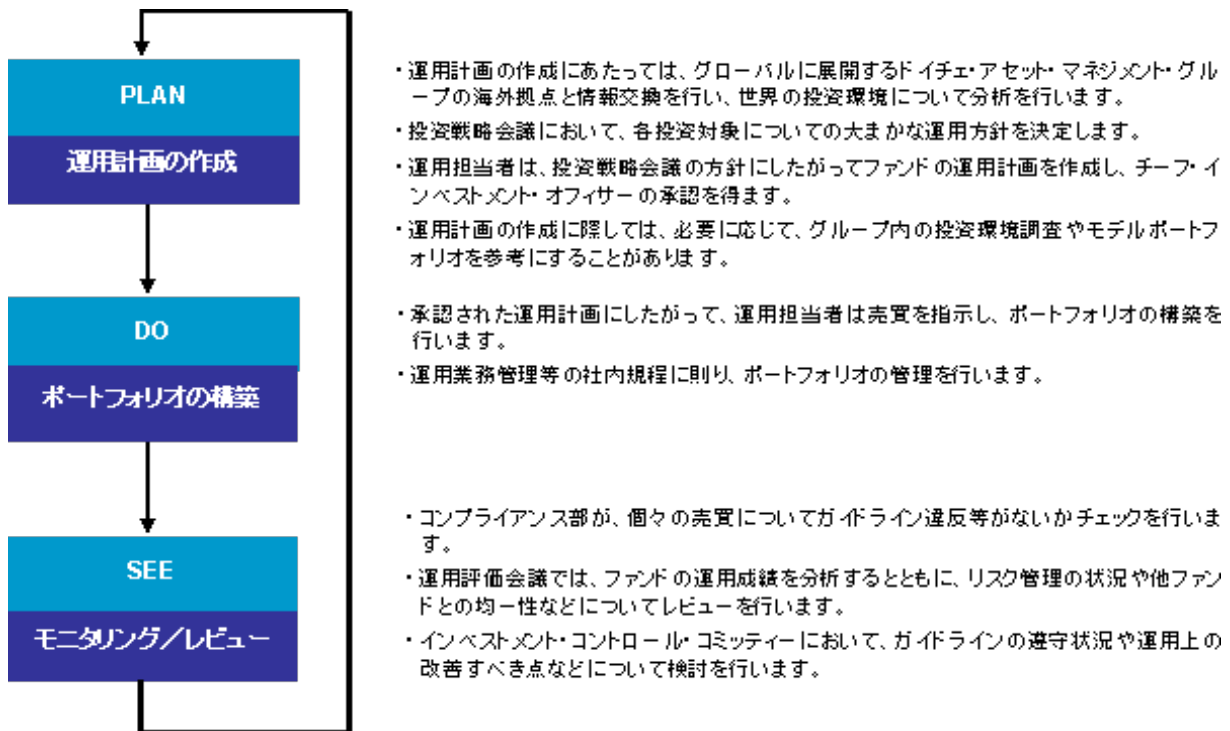 PLAN
運用計画の作成
・運用計画の作成にあたっては、グローバルに展開するドイチェ・アセット・マネジメント・グル
ープの海外拠点と情報交換を行い、世界の投資環境について分析を行います。
・投資戦略会議において、各投資対象についての大まかな運用方針を決定します。
・運用担当者は、投資戦略会議の方針にしたがってファンドの運用計画を作成し、チーフ・イ
ンベストメント・オフィサーの承認を得ます。
・運用計画の作成に際しては、必要に応じて、グループ内の投資環境調査やモデルポートフ
ォリオを参考にすることがあります。
DO
ポートフォリオの構築
・承認された運用計画にしたがって、運用担当者は売買を指示し、ポートフォリオの構築を
行います。
・運用業務管理等の社内規程に則り、ポートフォリオの管理を行います。
SEE
モニタリング／レビュー
・コンプライアンス部が、個々の売買についてガイドライン違反等がないかチェックを行いま
す。
・運用評価会議では、ファンドの運用成績を分析するとともに、リスク管理の状況や他ファン
ドとの均一性などについてレビューを行います。
・インベストメント・コントロール・コミッティーにおいて、ガイドラインの遵守状況や運用上の
改善すべき点などについて検討を行います。